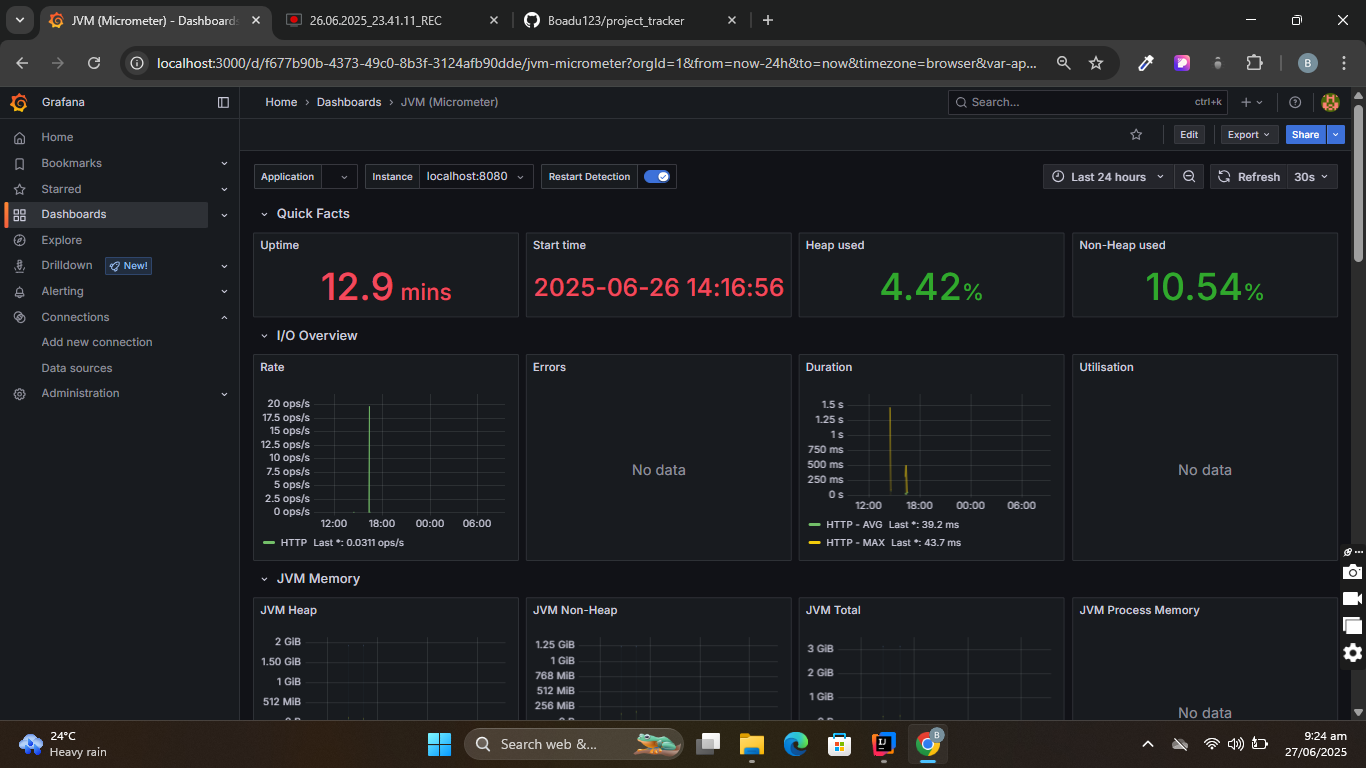 JVM (Micrometer) - Dashboards
26.06.2025_23.41.11_REC
Boadu123/project_tracker
localhost:3000/d/f677b90b-4373-49c0-8b3f-3124afb90dde/jvm-micrometer?orgId=1&from=now-24h&to=now&timezone=browser&var-ap...
B
Grafana
Home › Dashboards › JVM (Micrometer)
Search...
ctrl+k
Home
Bookmarks
Starred
Dashboards
Explore
Drilldown
New!
Alerting
Connections
Add new connection
Data sources
Administration
Edit
Export
Share
Application
Instance
localhost:8080
Restart Detection
Last 24 hours
Refresh
30s
Quick Facts
Uptime
12.9 mins
Start time
2025-06-26 14:16:56
Heap used
4.42%
Non-Heap used
10.54%
I/O Overview
Rate
20 ops/s
17.5 ops/s
15 ops/s
12.5 ops/s
10 ops/s
7.5 ops/s
5 ops/s
2.5 ops/s
0 ops/s
12:00 18:00 00:00 06:00
HTTP Last *: 0.0311 ops/s
Errors
No data
Duration
1.5 s
1.25 s
1 s
750 ms
500 ms
250 ms
0 s
12:00 18:00 00:00 06:00
HTTP - AVG Last *: 39.2 ms
HTTP - MAX Last *: 43.7 ms
Utilisation
No data
JVM Memory
JVM Heap
2 GiB
1.50 GiB
1 GiB
512 MiB
JVM Non-Heap
1.25 GiB
1 GiB
768 MiB
512 MiB
256 MiB
JVM Total
3 GiB
2 GiB
1 GiB
JVM Process Memory
No data
24°C
Heavy rain
Search web &...
B
9:24 am
27/06/2025